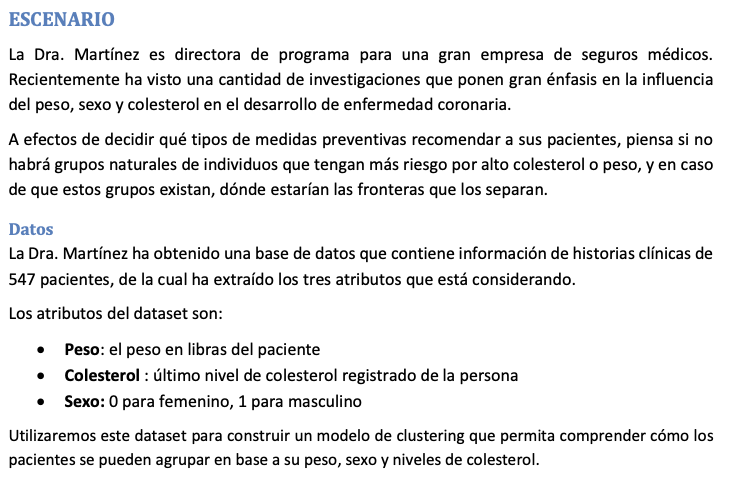 ESCENARIO
La Dra. Martínez es directora de programa para una gran empresa de seguros médicos.
Recientemente ha visto una cantidad de investigaciones que ponen gran énfasis en la influencia
del peso, sexo y colesterol en el desarrollo de enfermedad coronaria.
A efectos de decidir qué tipos de medidas preventivas recomendar a sus pacientes, piensa si no
habrá grupos naturales de individuos que tengan más riesgo por alto colesterol o peso, y en caso
de que estos grupos existan, dónde estarían las fronteras que los separan.
Datos
La Dra. Martínez ha obtenido una base de datos que contiene información de historias clínicas de
547 pacientes, de la cual ha extraído los tres atributos que está considerando.
Los atributos del dataset son:
• Peso: el peso en libras del paciente
• Colesterol : último nivel de colesterol registrado de la persona
• Sexo: 0 para femenino, 1 para masculino
Utilizaremos este dataset para construir un modelo de clustering que permita comprender cómo los
pacientes se pueden agrupar en base a su peso, sexo y niveles de colesterol.